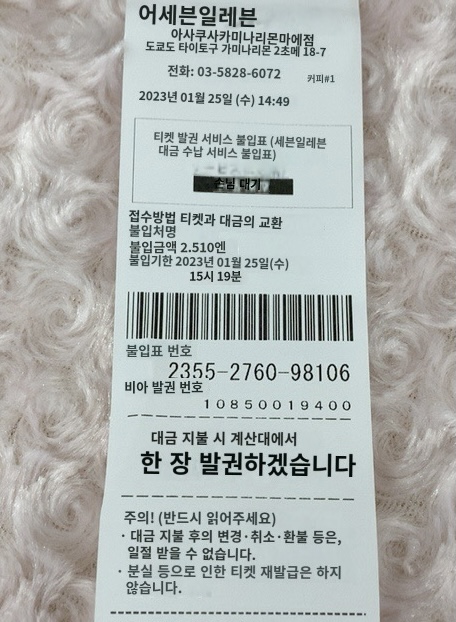 어세븐일레븐
아사쿠사카미나리몬마에점
도쿄도 타이토구 가미나리몬 2초메 18-7
전화: 03-5828-6072
커피#1
2023년 01월 25일 (수) 14:49
티켓 발권 서비스 불입표 (세븐일레븐
대금 수납 서비스 불입표)
손님 대기
접수방법 티켓과 대금의 교환
불입처명
불입금액 2.510엔
불입기한 2023년 01월 25일(수)
15시 19분
불입표 번호
2355-2760-98106
비아 발권 번호
10850019400
대금 지불 시 계산대에서
한 장 발권하겠습니다
주의! (반드시 읽어주세요)
· 대금 지불 후의 변경·취소·환불 등은,
일절 받을 수 없습니다.
· 분실 등으로 인한 티켓 재발급은 하지
않습니다.